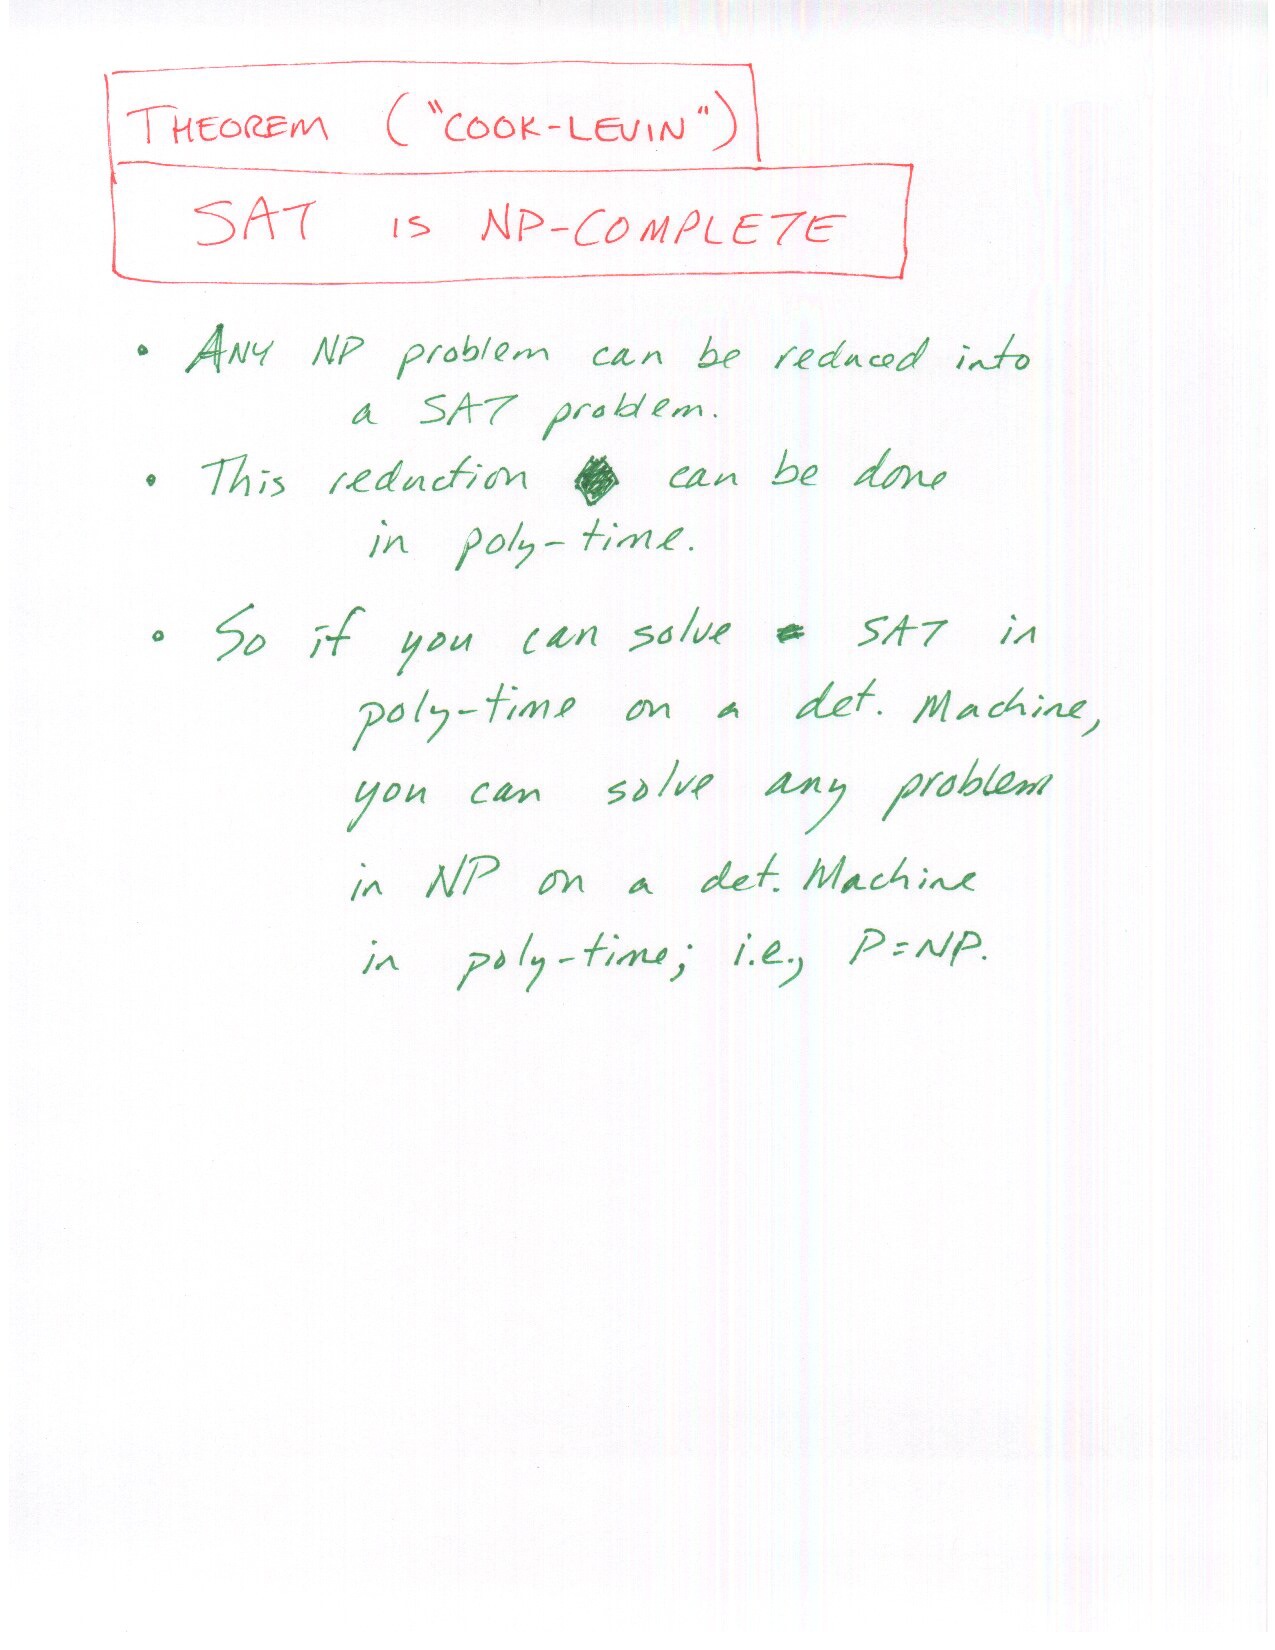 THEOREM ("COOK-LEVIN")
SAT IS NP-COMPLETE
• ANY NP problem can be reduced into
a SAT problem.
• This reduction can be done
in poly-time.
• So if you can solve SAT in
poly-time on a det. Machine,
you can solve any problem
in NP on a det. Machine
in poly-time; i.e., P=NP.